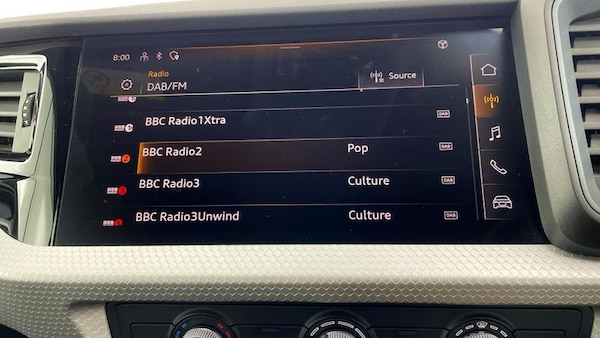 8:00
Radio
DAB/FM
Source
BBC Radio1Xtra DAB
BBC Radio2 Pop DAB
BBC Radio3 Culture DAB
BBC Radio3Unwind Culture DAB